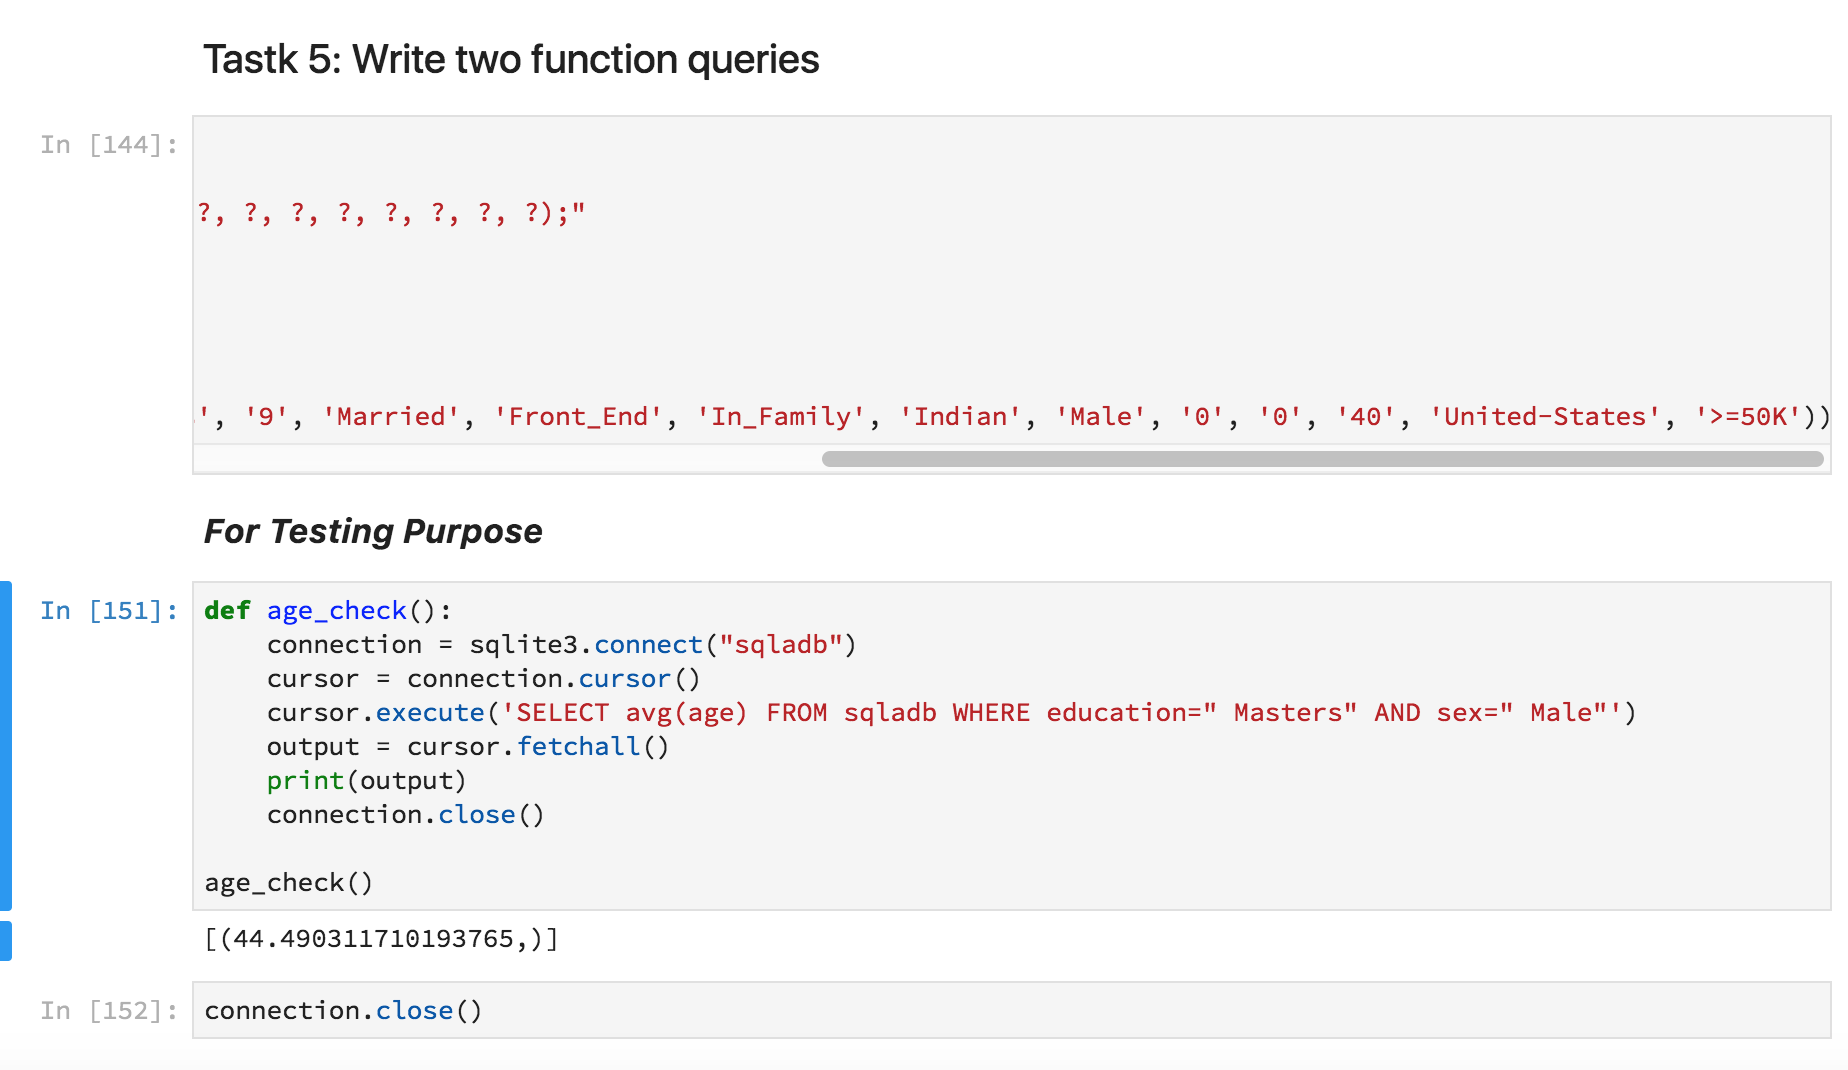 Tastk 5: Write two function queries
In [144]:
?, ?, ?, ?, ?, ?, ?, ?);"
', '9', 'Married', 'Front_End', 'In_Family', 'Indian', 'Male', '0', '0', '40', 'United-States', '>=50K'))
For Testing Purpose
In [151]:
def age_check():
    connection = sqlite3.connect("sqladb")
    cursor = connection.cursor()
    cursor.execute('SELECT avg(age) FROM sqladb WHERE education=" Masters" AND sex=" Male"')
    output = cursor.fetchall()
    print(output)
    connection.close()
age_check()
[(44.490311710193765,)]
In [152]:
connection.close()